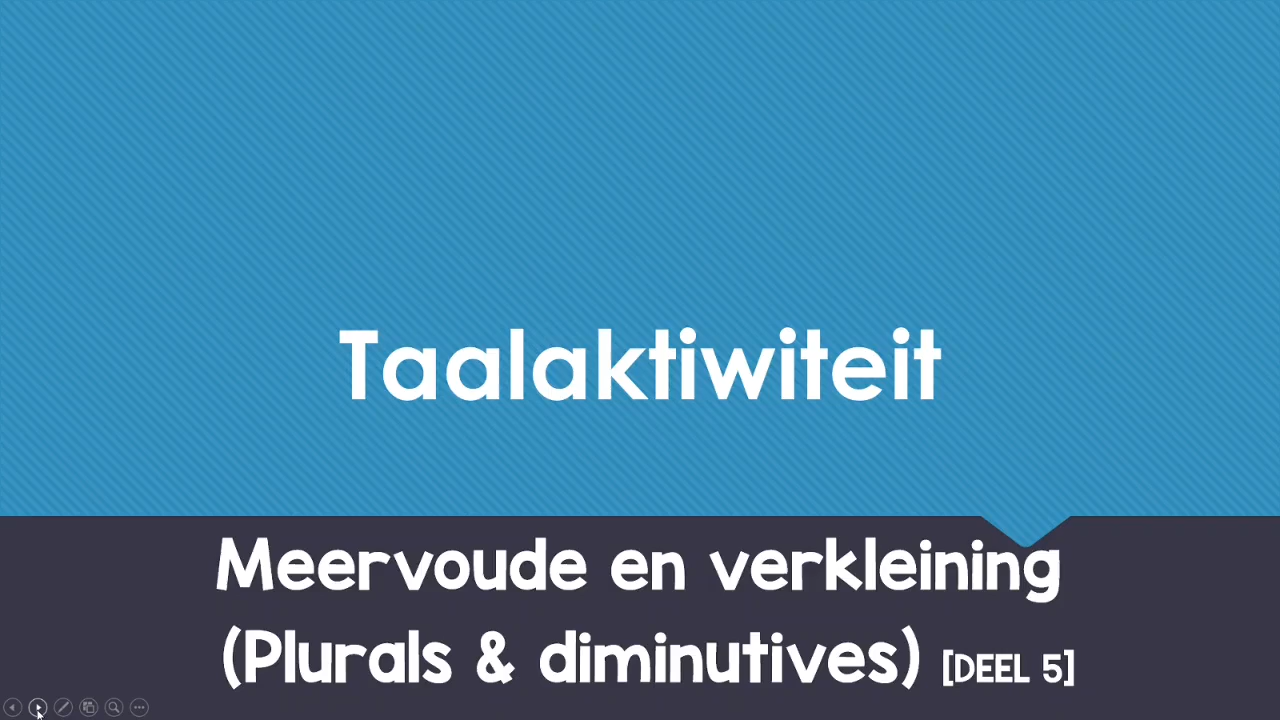 Taalaktiwiteit
Meervoude en verkleining
(Plurals & diminutives) [DEEL 5]